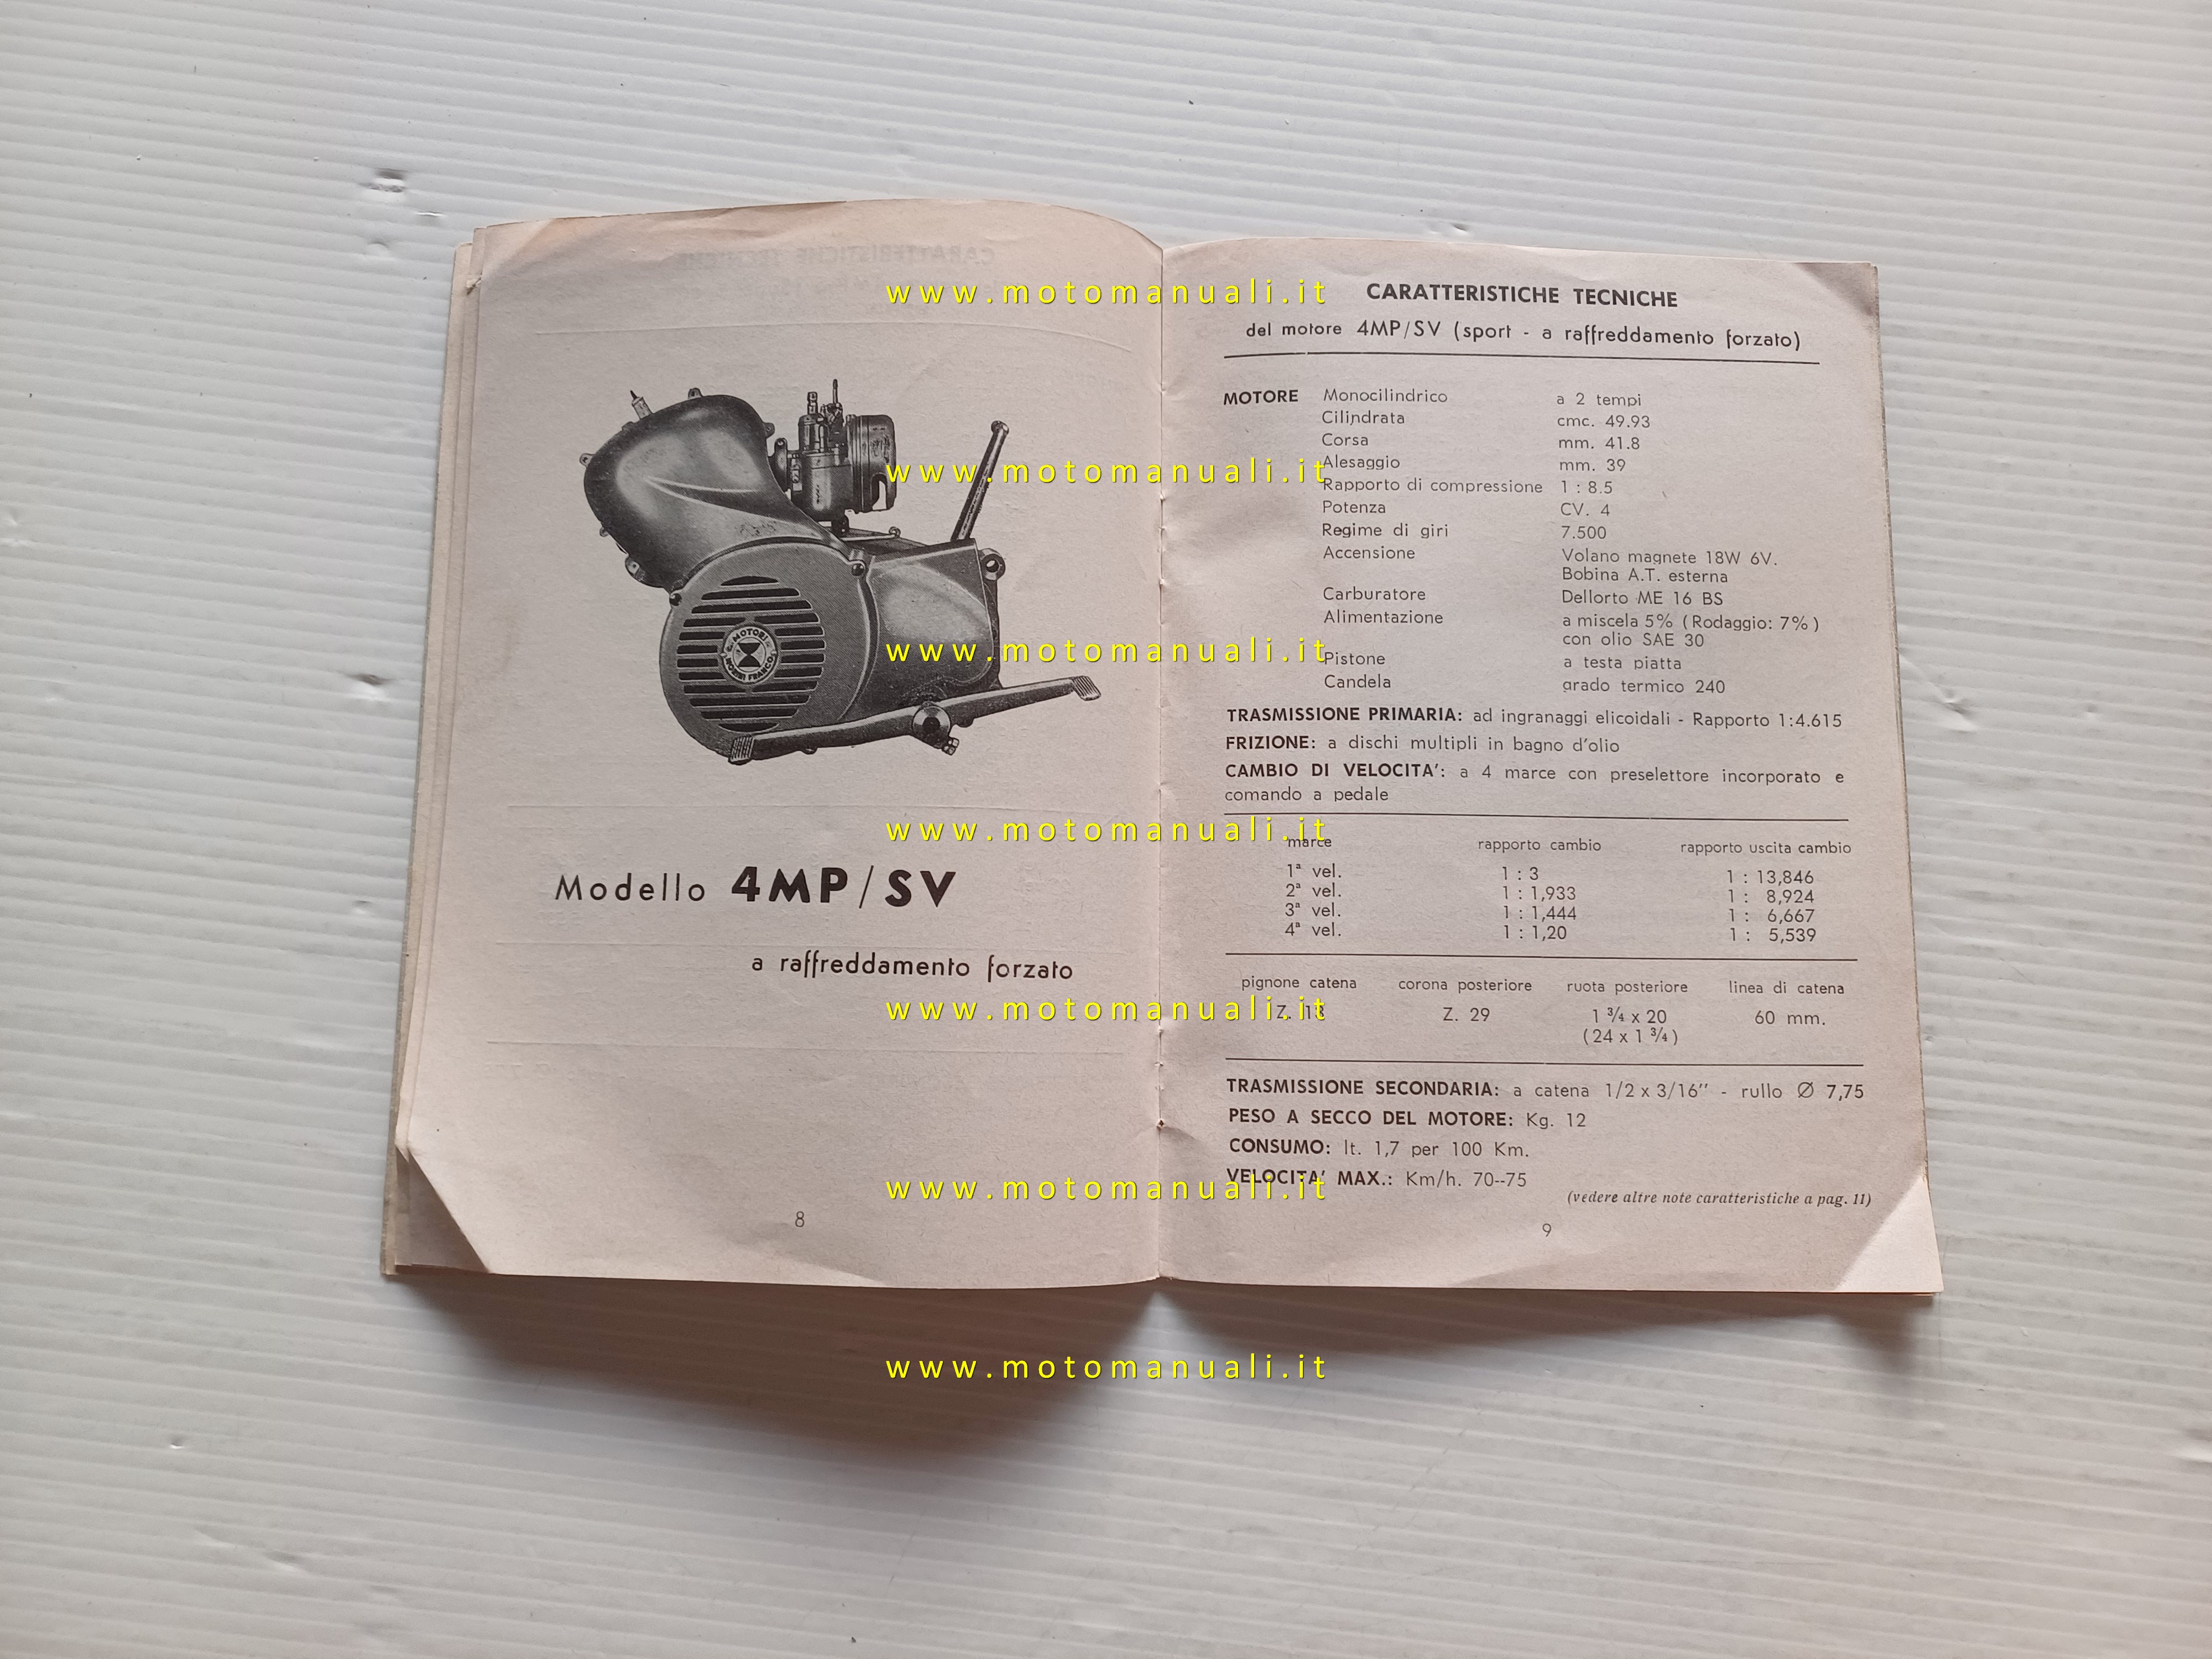 www.motomanuali.it
www.motomanuali.it
www.motomanuali.it
www.motomanuali.it
www.motomanuali.it
www.motomanuali.it
www.motomanuali.it
MOTORI
MORINI FRANCO
Modello 4MP/SV
a raffreddamento forzato
8
CARATTERISTICHE TECNICHE
del motore 4MP/SV (sport - a raffreddamento forzato)
MOTORE Monocilindrico a 2 tempi
Cilindrata cmc. 49.93
Corsa mm. 41.8
Alesaggio mm. 39
Rapporto di compressione 1 : 8.5
Potenza CV. 4
Regime di giri 7.500
Accensione Volano magnete 18W 6V.
Bobina A.T. esterna
Carburatore Dellorto ME 16 BS
Alimentazione a miscela 5% (Rodaggio: 7%)
con olio SAE 30
Pistone a testa piatta
Candela grado termico 240
TRASMISSIONE PRIMARIA: ad ingranaggi elicoidali - Rapporto 1:4.615
FRIZIONE: a dischi multipli in bagno d'olio
CAMBIO DI VELOCITA': a 4 marce con preselettore incorporato e
comando a pedale
marce rapporto cambio rapporto uscita cambio
1ª vel. 1 : 3 1 : 13,846
2ª vel. 1 : 1,933 1 : 8,924
3ª vel. 1 : 1,444 1 : 6,667
4ª vel. 1 : 1,20 1 : 5,539
pignone catena corona posteriore ruota posteriore linea di catena
Z. 13 Z. 29 1 ¾ x 20 60 mm.
(24 x 1 ¾)
TRASMISSIONE SECONDARIA: a catena 1/2 x 3/16" - rullo Ø 7,75
PESO A SECCO DEL MOTORE: Kg. 12
CONSUMO: lt. 1,7 per 100 Km.
VELOCITA' MAX.: Km/h. 70--75
(vedere altre note caratteristiche a pag. 11)
9